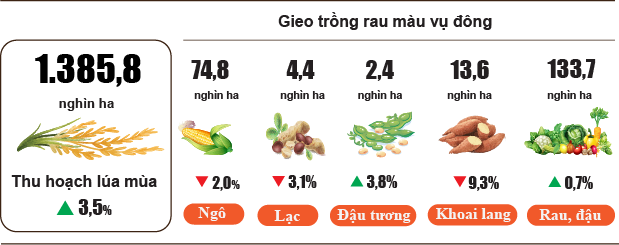 1.385,8
nghìn ha
Thu hoạch lúa mùa
▲ 3,5%
Gieo trồng rau màu vụ đông
74,8 4,4 2,4 13,6 133,7
nghìn ha nghìn ha nghìn ha nghìn ha nghìn ha
▼ 2,0% ▼ 3,1% ▲ 3,8% ▼ 9,3% ▲ 0,7%
Ngô Lạc Đậu tương Khoai lang Rau, đậu